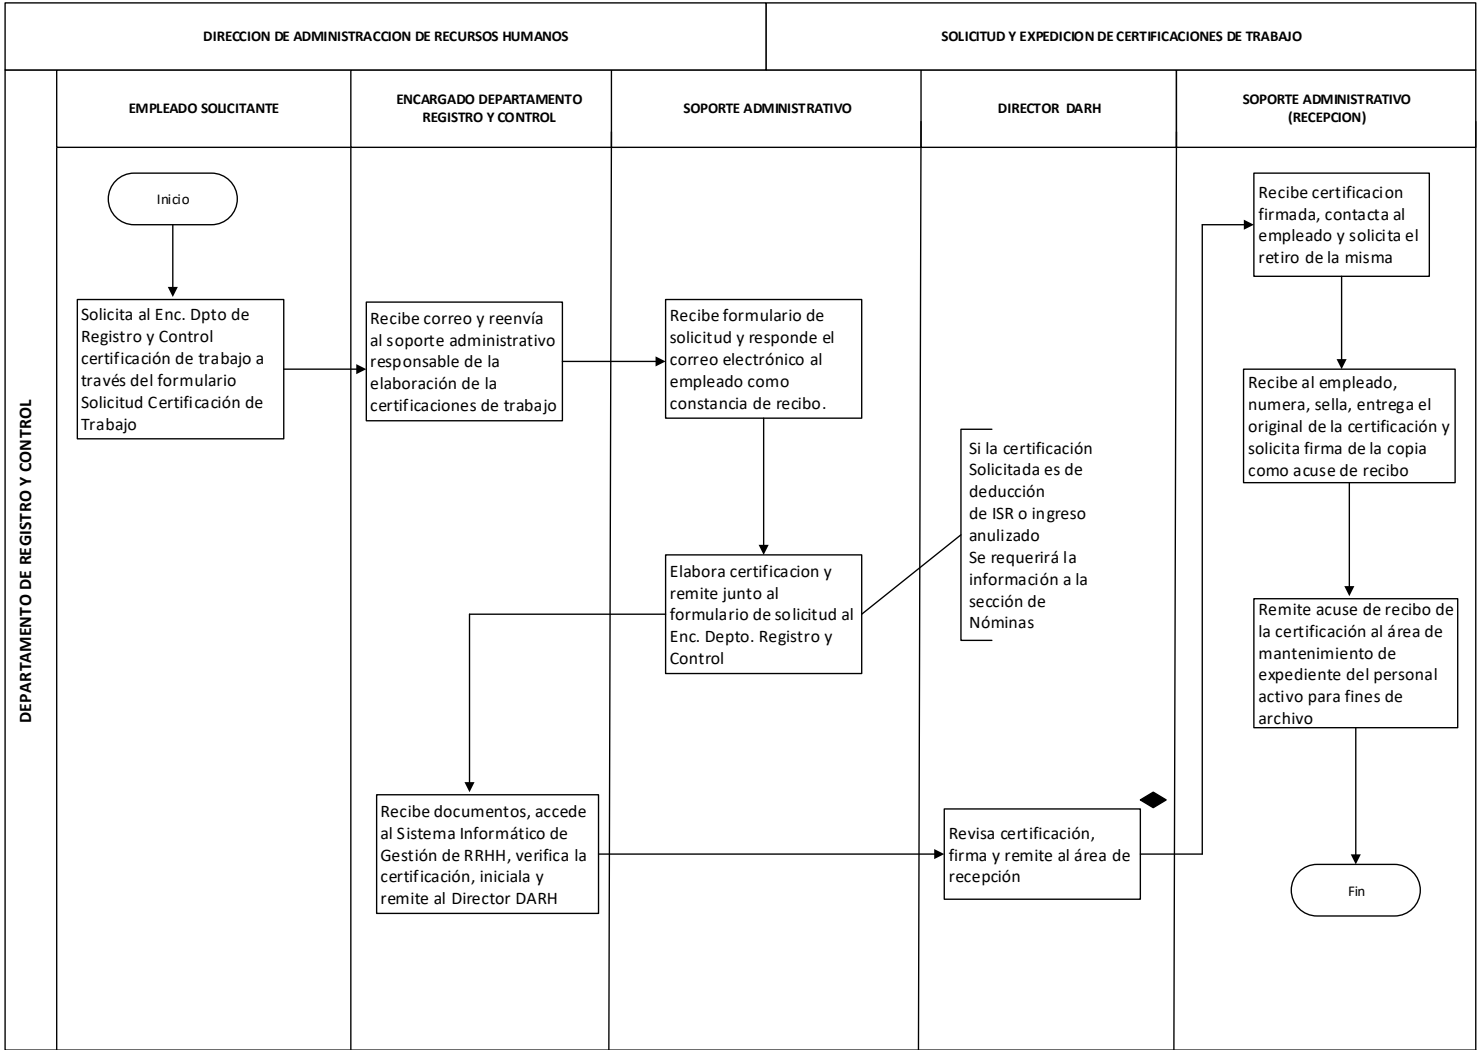 DIRECCION DE ADMINISTRACCION DE RECURSOS HUMANOS
SOLICITUD Y EXPEDICION DE CERTIFICACIONES DE TRABAJO
DEPARTAMENTO DE REGISTRO Y CONTROL
EMPLEADO SOLICITANTE
ENCARGADO DEPARTAMENTO
REGISTRO Y CONTROL
SOPORTE ADMINISTRATIVO
DIRECTOR DARH
SOPORTE ADMINISTRATIVO
(RECEPCION)
Inicio
Solicita al Enc. Dpto de
Registro y Control
certificación de trabajo a
través del formulario
Solicitud Certificación de
Trabajo
Recibe correo y reenvía
al soporte administrativo
responsable de la
elaboración de la
certificaciones de trabajo
Recibe formulario de
solicitud y responde el
correo electrónico al
empleado como
constancia de recibo.
Elabora certificacion y
remite junto al
formulario de solicitud al
Enc. Depto. Registro y
Control
Si la certificación
Solicitada es de
deducción
de ISR o ingreso
anulizado
Se requerirá la
información a la
sección de
Nóminas
Recibe documentos, accede
al Sistema Informático de
Gestión de RRHH, verifica la
certificación, iniciala y
remite al Director DARH
Revisa certificación,
firma y remite al área de
recepción
Recibe certificacion
firmada, contacta al
empleado y solicita el
retiro de la misma
Recibe al empleado,
numera, sella, entrega el
original de la certificación y
solicita firma de la copia
como acuse de recibo
Remite acuse de recibo de
la certificación al área de
mantenimiento de
expediente del personal
activo para fines de
archivo
Fin